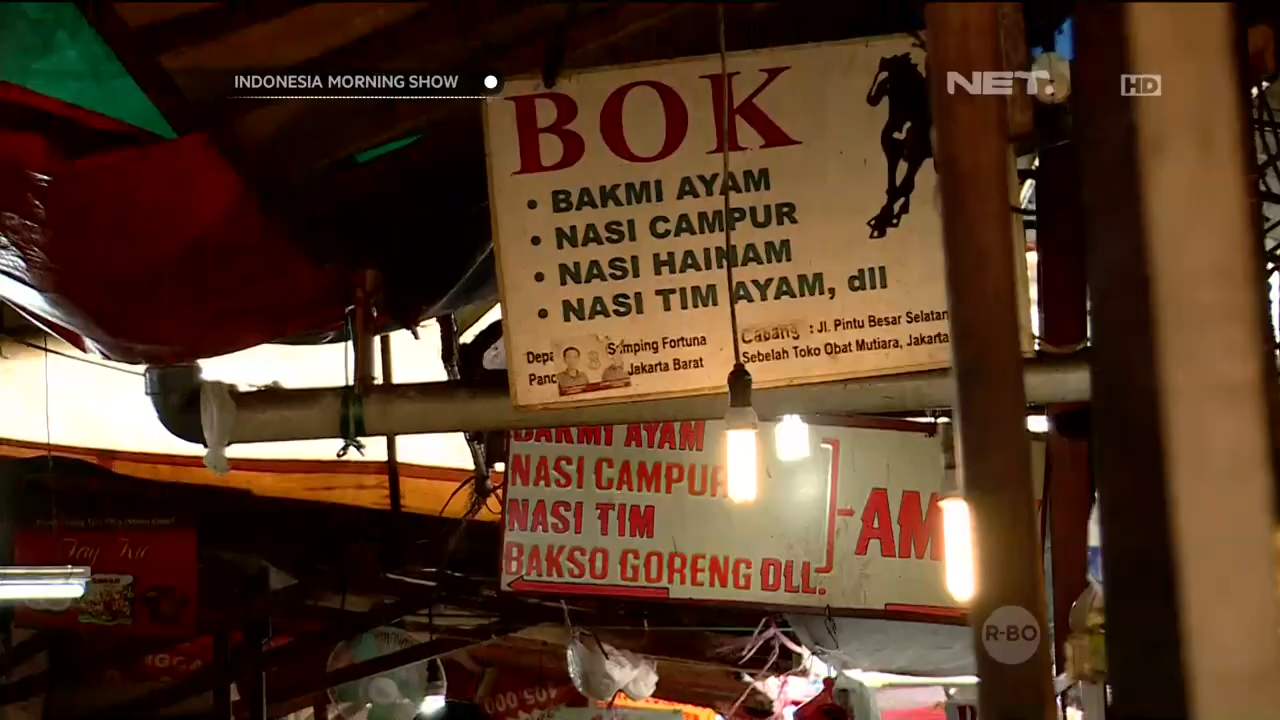 INDONESIA MORNING SHOW
NET.
HD
BOK
• BAKMI AYAM
• NASI CAMPUR
• NASI HAINAM
• NASI TIM AYAM, dll
Jakarta Barat
Cabang : Jl. Pintu Besar Selatan
Sebelah Toko Obat Mutiara, Jakarta
BAKMI AYAM
NASI CAMPUR
NASI TIM
BAKSO GORENG DLL.
AM
R-BO